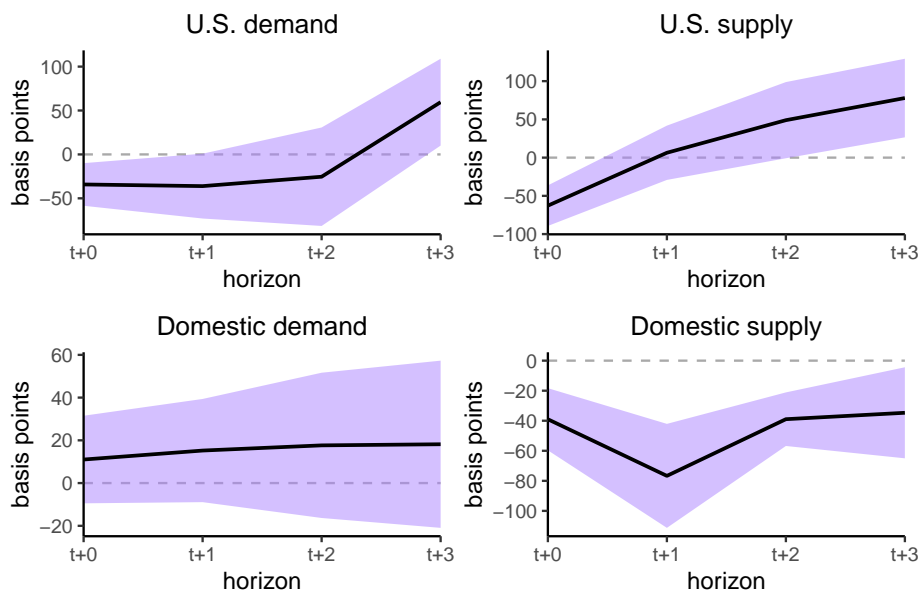 U.S. demand
basis points
100
50
0
−50
t+0 t+1 t+2 t+3
horizon
U.S. supply
basis points
100
50
0
−50
−100
t+0 t+1 t+2 t+3
horizon
Domestic demand
basis points
60
40
20
0
−20
t+0 t+1 t+2 t+3
horizon
Domestic supply
basis points
0
−20
−40
−60
−80
−100
t+0 t+1 t+2 t+3
horizon